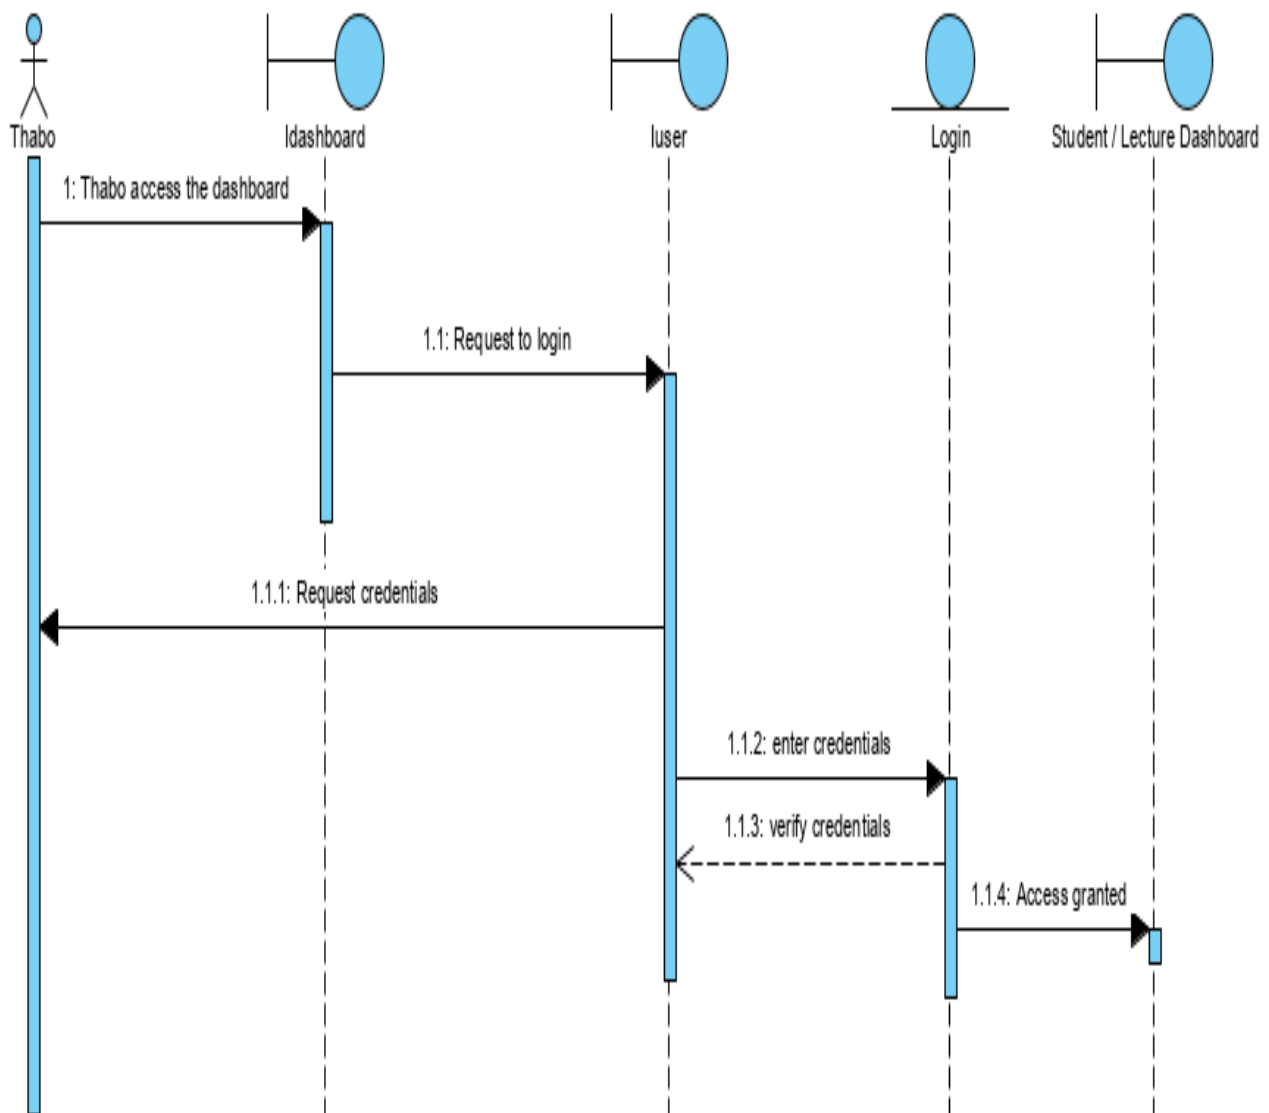 Thabo
Idashboard
Iuser
Login
Student / Lecture Dashboard
1: Thabo access the dashboard
1.1: Request to login
1.1.1: Request credentials
1.1.2: enter credentials
1.1.3: verify credentials
1.1.4: Access granted